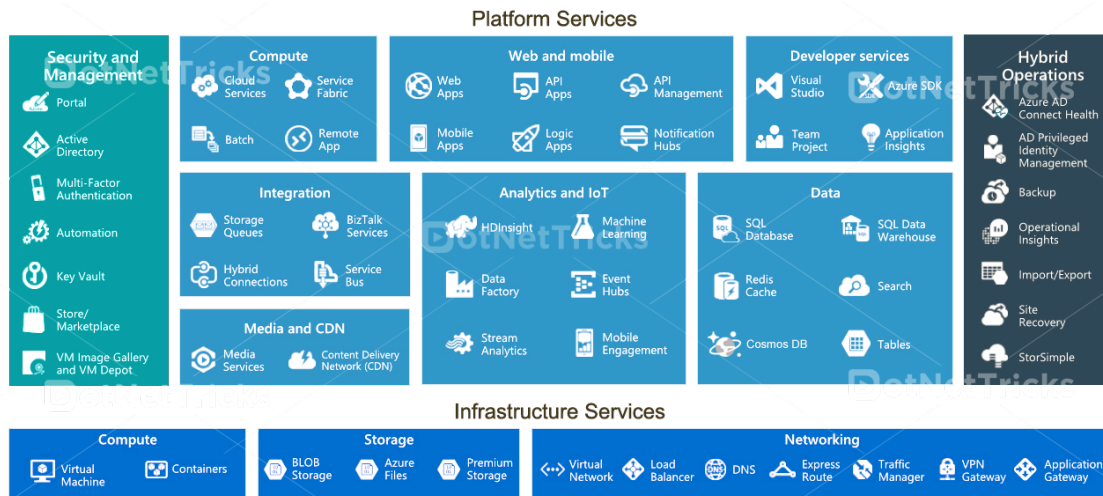 Platform Services
Security and
Management
Portal
Active
Directory
Multi-Factor
Authentication
Automation
Key Vault
Store/
Marketplace
VM Image Gallery
and VM Depot
Compute
Cloud
Services
Service
Fabric
Batch
Remote
App
Web and mobile
Web
Apps
API
Apps
API
Management
Mobile
Apps
Logic
Apps
Notification
Hubs
Developer services
Visual
Studio
Azure SDK
Team
Project
Application
Insights
Hybrid
Operations
Azure AD
Connect Health
AD Privileged
Identity
Management
Backup
Operational
Insights
Import/Export
Site
Recovery
StorSimple
Integration
Storage
Queues
BizTalk
Services
Hybrid
Connections
Service
Bus
Media and CDN
Media
Services
Content Delivery
Network (CDN)
Analytics and IoT
HDInsight
Machine
Learning
Data
Factory
Event
Hubs
Stream
Analytics
Mobile
Engagement
Data
SQL
SQL
Database
SQL
SQL Data
Warehouse
Redis
Cache
Search
Cosmos DB
Tables
DotNetTricks
DotNetTricks
DotNetTricks
DotNetTricks
DotNetTricks
Infrastructure Services
Compute
Virtual
Machine
Containers
Storage
BLOB
Storage
Azure
Files
Premium
Storage
Networking
Virtual
Network
Load
Balancer
DNS
DNS
Express
Route
Traffic
Manager
VPN
Gateway
Application
Gateway